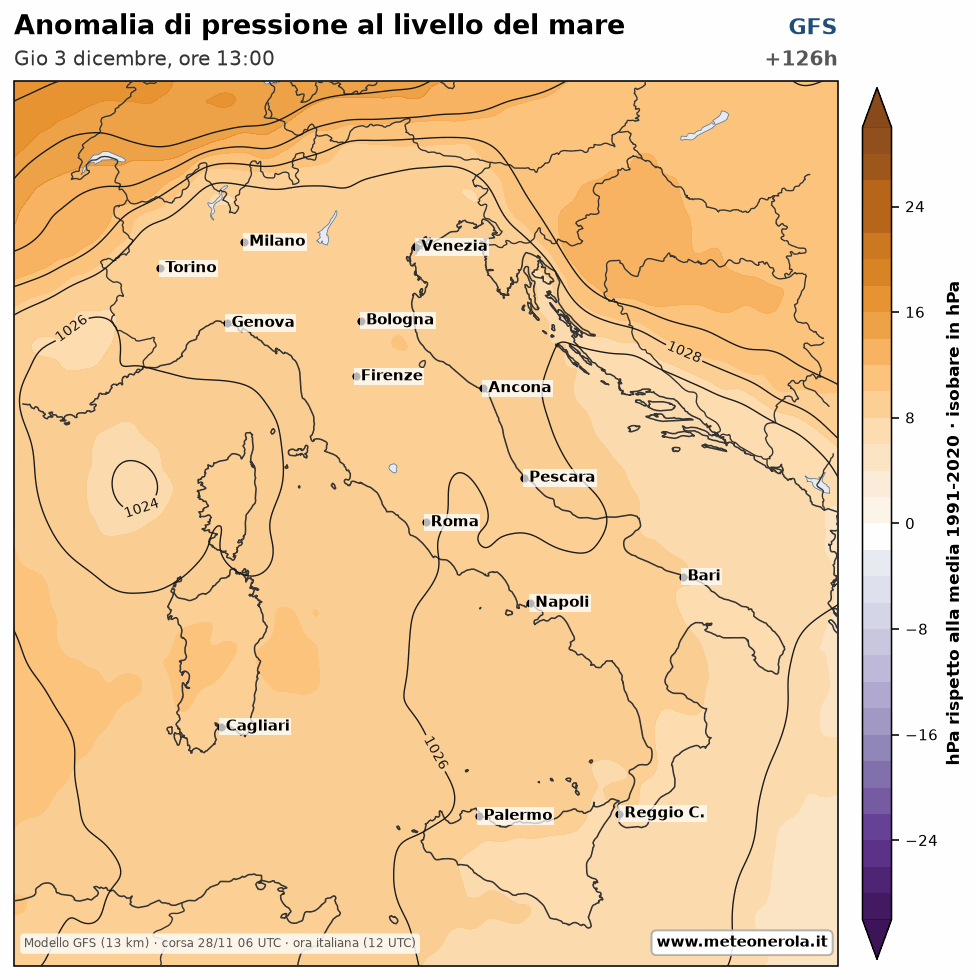 Anomalia di pressione al livello del mare
GFS
Gio 3 dicembre, ore 13:00
+126h
Milano
Venezia
Torino
Genova
Bologna
1026
1028
Firenze
Ancona
Pescara
1024
Roma
Bari
Napoli
Cagliari
1026
Palermo
Reggio C.
Modello GFS (13 km) · corsa 28/11 06 UTC · ora italiana (12 UTC)
www.meteonerola.it
24
16
8
0
−8
−16
−24
hPa rispetto alla media 1991-2020 · isobare in hPa